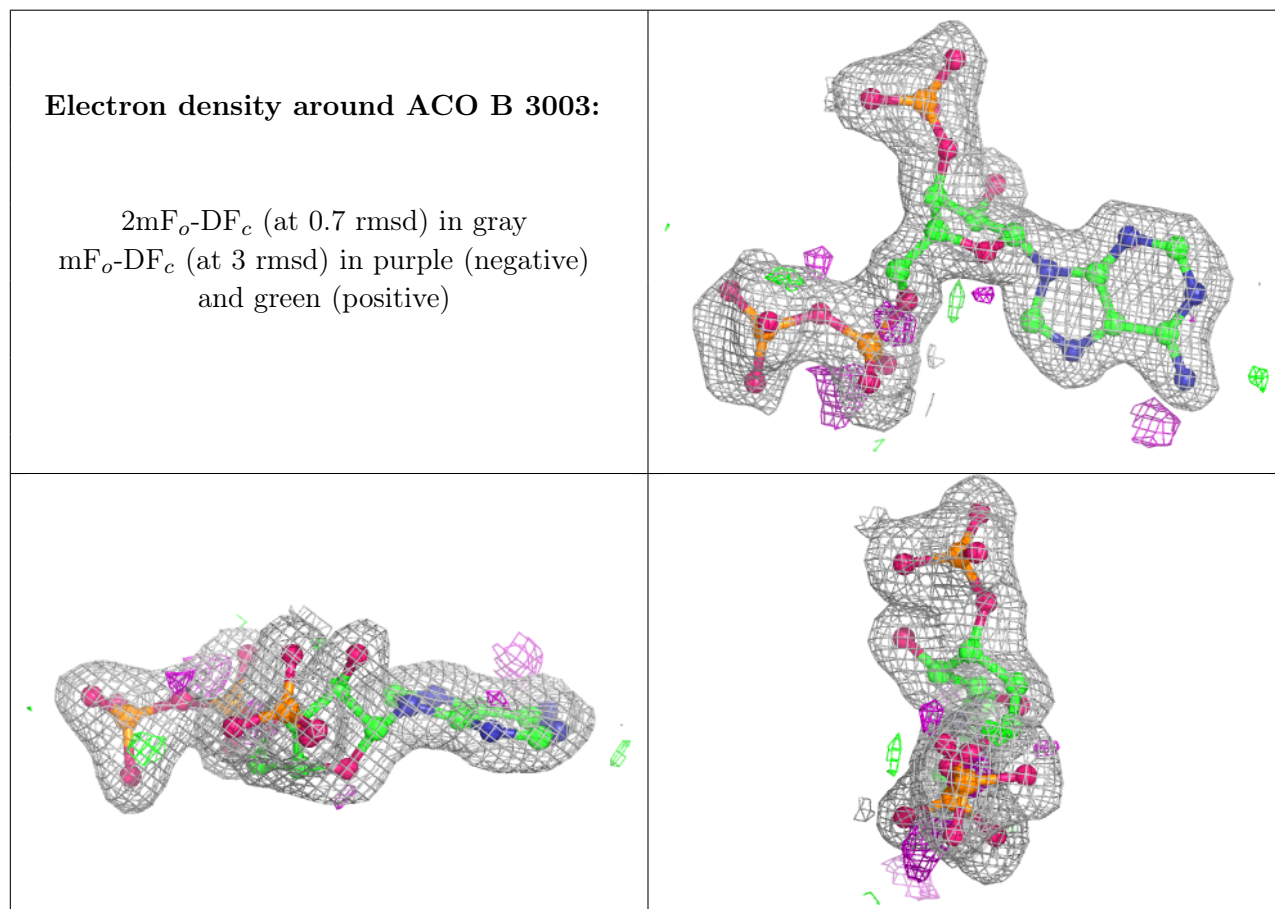 Electron density around ACO B 3003:
2mFo-DFc (at 0.7 rmsd) in gray
mFo-DFc (at 3 rmsd) in purple (negative)
and green (positive)